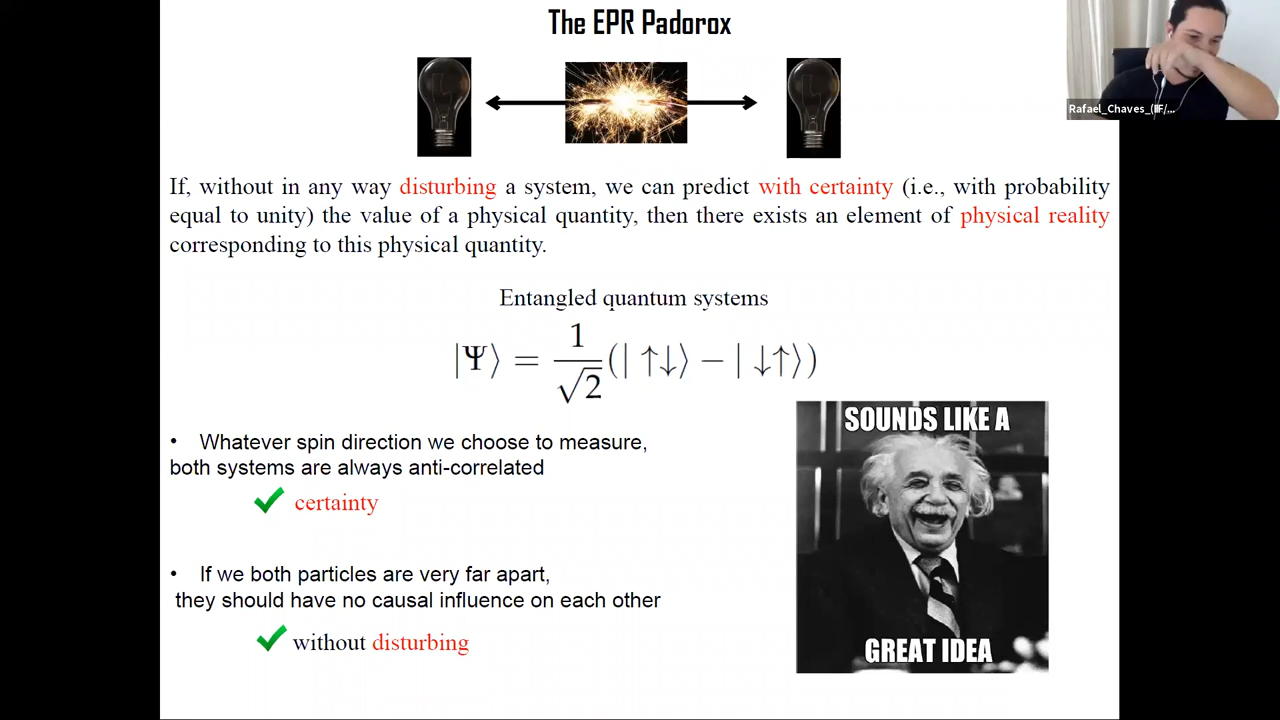 The EPR Padorox
Rafael_Chaves_(IIF/...
If, without in any way disturbing a system, we can predict with certainty (i.e., with probability
equal to unity) the value of a physical quantity, then there exists an element of physical reality
corresponding to this physical quantity.
Entangled quantum systems
|Ψ⟩ = 1/√2 (| ↑↓⟩ − | ↓↑⟩)
SOUNDS LIKE A
• Whatever spin direction we choose to measure,
both systems are always anti-correlated
✔ certainty
• If we both particles are very far apart,
they should have no causal influence on each other
✔ without disturbing
GREAT IDEA